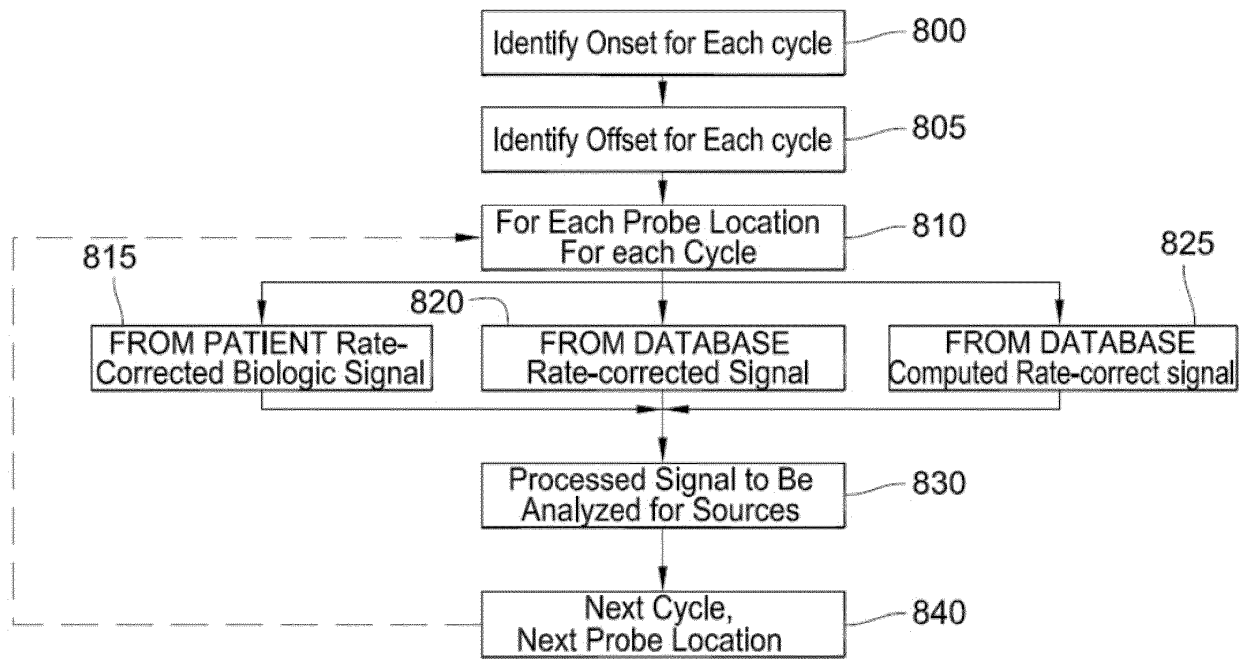 Identify Onset for Each cycle
800
Identify Offset for Each cycle
805
For Each Probe Location
For each Cycle
810
815
820
825
FROM PATIENT Rate-
Corrected Biologic Signal
FROM DATABASE
Rate-corrected Signal
FROM DATABASE
Computed Rate-correct signal
Processed Signal to Be
Analyzed for Sources
830
Next Cycle,
Next Probe Location
840